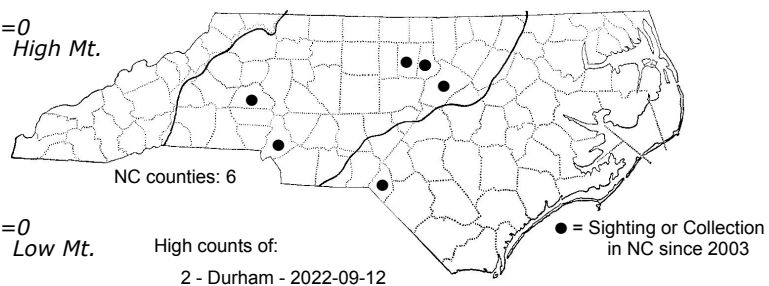 =0
High Mt.
NC counties: 6
=0
Low Mt.
High counts of:
2 - Durham - 2022-09-12
● = Sighting or Collection
in NC since 2003